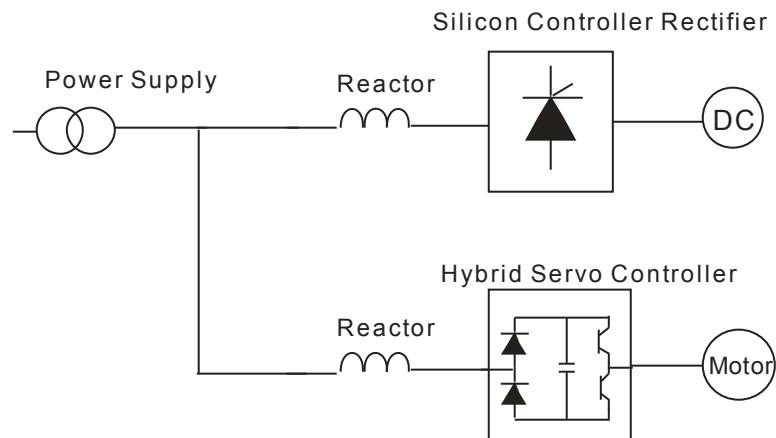 Silicon Controller Rectifier
Power Supply
Reactor
DC
Hybrid Servo Controller
Reactor
Motor